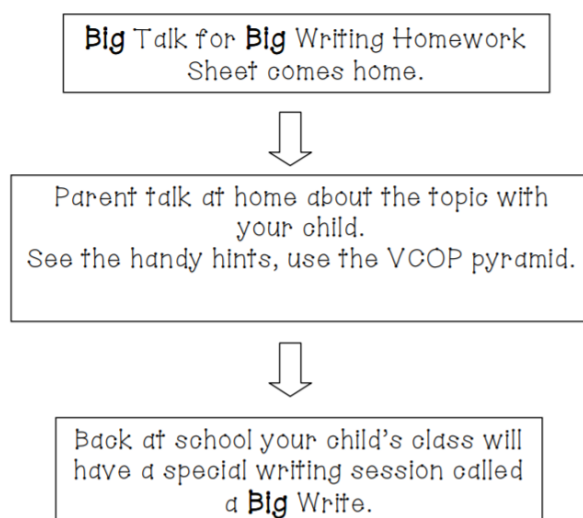 Big Talk for Big Writing Homework
Sheet comes home.
Parent talk at home about the topic with
your child.
See the handy hints, use the VCOP pyramid.
Back at school your child's class will
have a special writing session called
a Big Write.